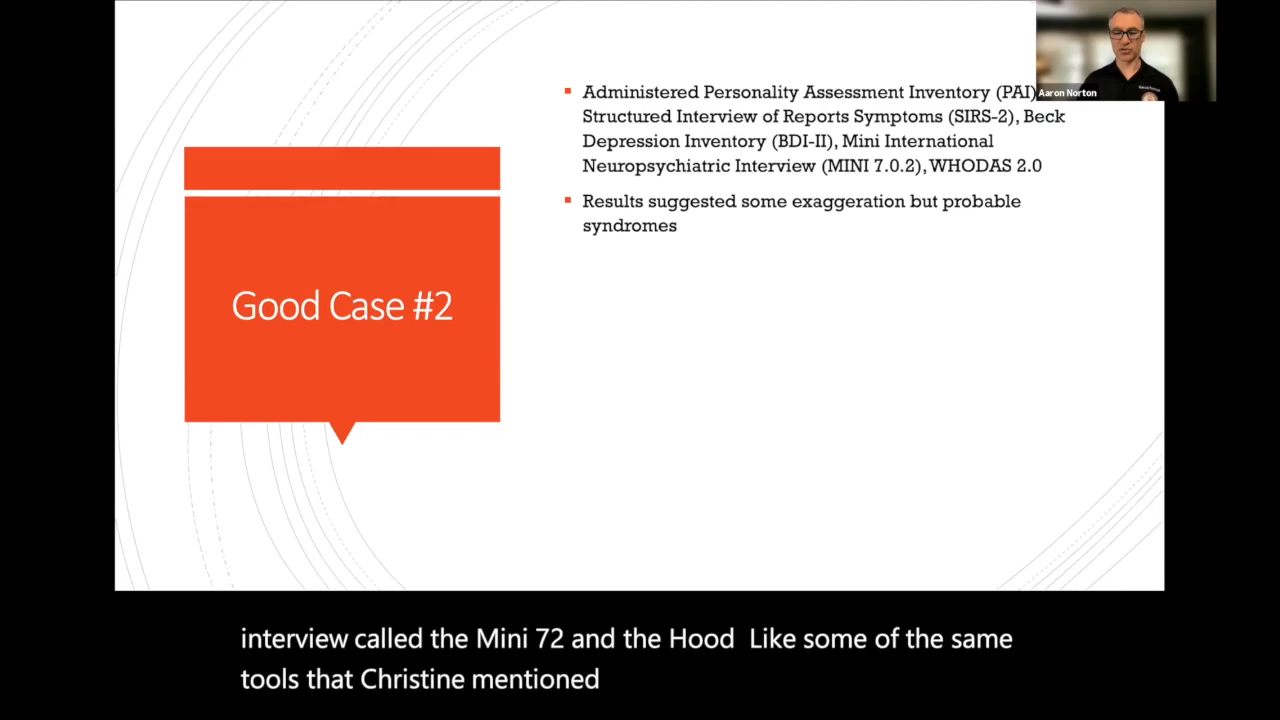 Administered Personality Assessment Inventory (PAI)
Structured Interview of Reports Symptoms (SIRS-2), Beck
Depression Inventory (BDI-II), Mini International
Neuropsychiatric Interview (MINI 7.0.2), WHODAS 2.0
Results suggested some exaggeration but probable
syndromes
Good Case #2
Aaron Norton
interview called the Mini 72 and the Hood  Like some of the same
tools that Christine mentioned